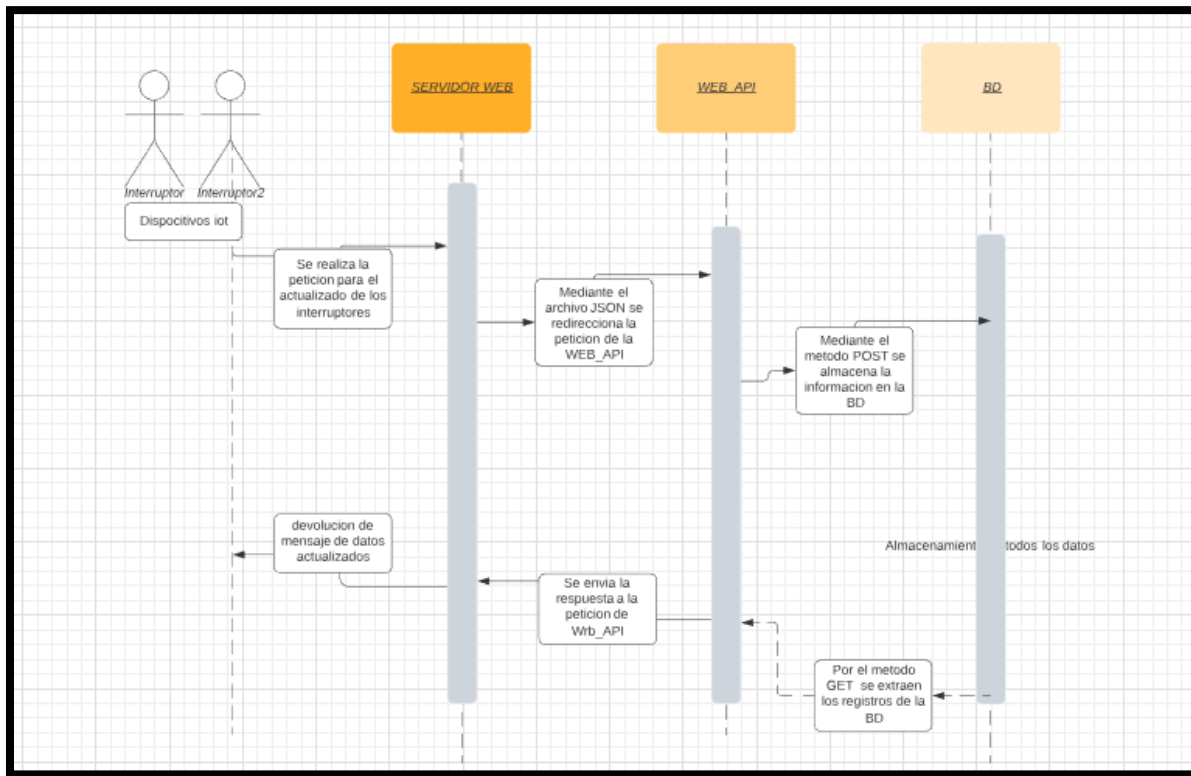 SERVIDOR WEB
WEB_API
BD
Interruptor
Interruptor2
Dispocitivos iot
Se realiza la
peticion para el
actualizado de los
interruptores
Mediante el
archivo JSON se
redirecciona la
peticion de la
WEB_API
Mediante el
metodo POST se
almacena la
informacion en la
BD
devolucion de
mensaje de datos
actualizados
Almacenamient todos los datos
Se envia la
respuesta a la
peticion de
Wrb_API
Por el metodo
GET se extraen
los registros de la
BD